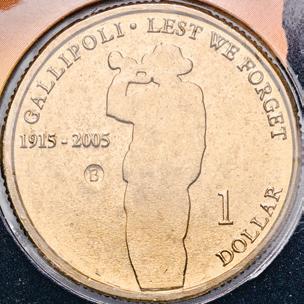 GALLIPOLI · LEST WE FORGET
1915 - 2005
B
1
DOLLAR